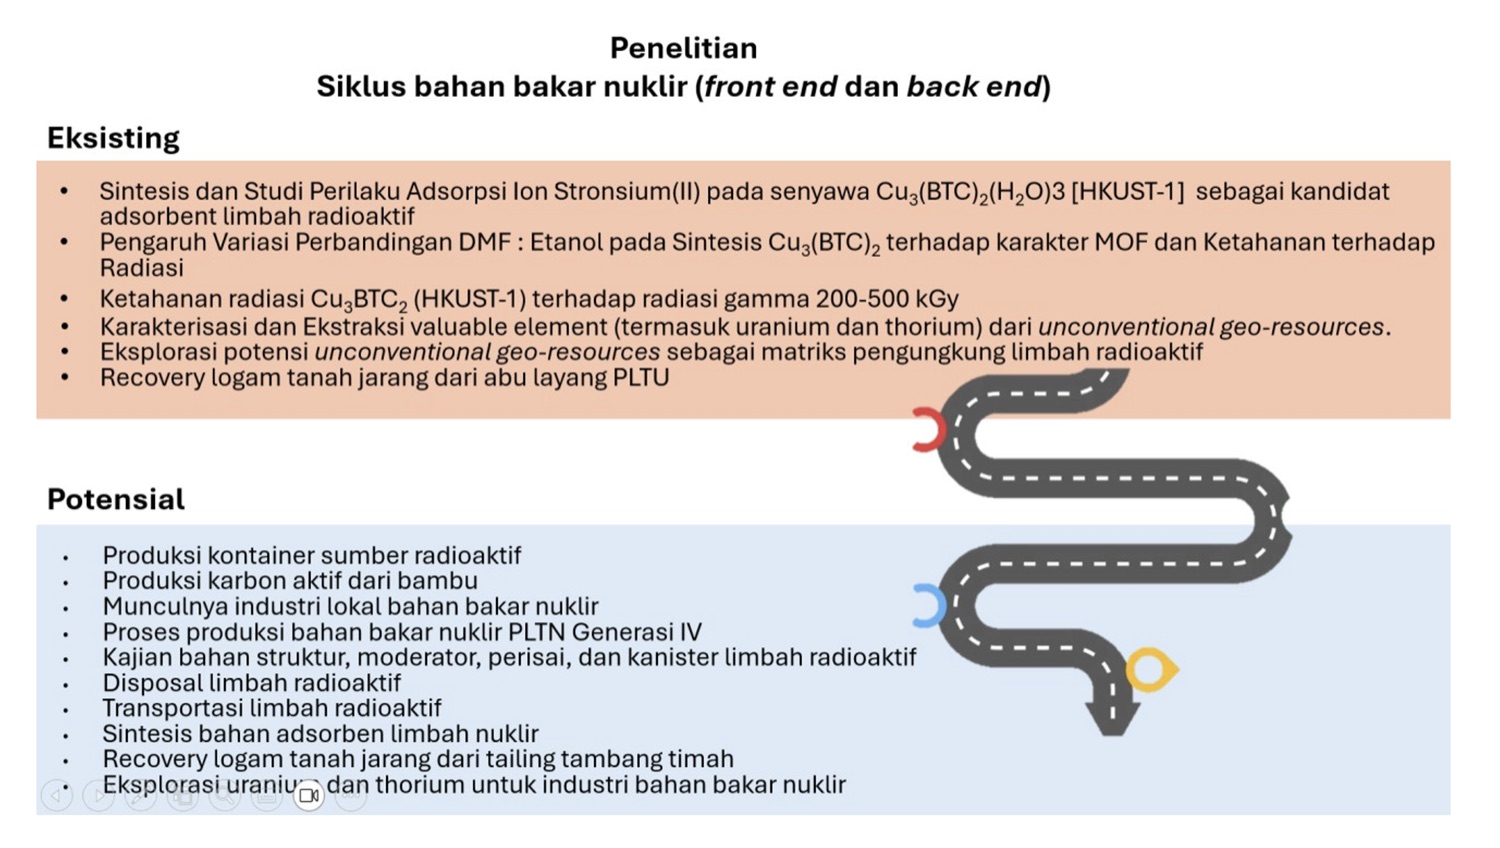 Penelitian
Siklus bahan bakar nuklir (front end dan back end)
Eksisting
• Sintesis dan Studi Perilaku Adsorpsi Ion Stronsium(II) pada senyawa Cu₃(BTC)₂(H₂O)3 [HKUST-1] sebagai kandidat
adsorbent limbah radioaktif
• Pengaruh Variasi Perbandingan DMF : Etanol pada Sintesis Cu₃(BTC)₂ terhadap karakter MOF dan Ketahanan terhadap
Radiasi
• Ketahanan radiasi Cu₃BTC₂ (HKUST-1) terhadap radiasi gamma 200-500 kGy
• Karakterisasi dan Ekstraksi valuable element (termasuk uranium dan thorium) dari unconventional geo-resources.
• Eksplorasi potensi unconventional geo-resources sebagai matriks pengungkung limbah radioaktif
• Recovery logam tanah jarang dari abu layang PLTU
Potensial
• Produksi kontainer sumber radioaktif
• Produksi karbon aktif dari bambu
• Munculnya industri lokal bahan bakar nuklir
• Proses produksi bahan bakar nuklir PLTN Generasi IV
• Kajian bahan struktur, moderator, perisai, dan kanister limbah radioaktif
• Disposal limbah radioaktif
• Transportasi limbah radioaktif
• Sintesis bahan adsorben limbah nuklir
• Recovery logam tanah jarang dari tailing tambang timah
• Eksplorasi uranium dan thorium untuk industri bahan bakar nuklir